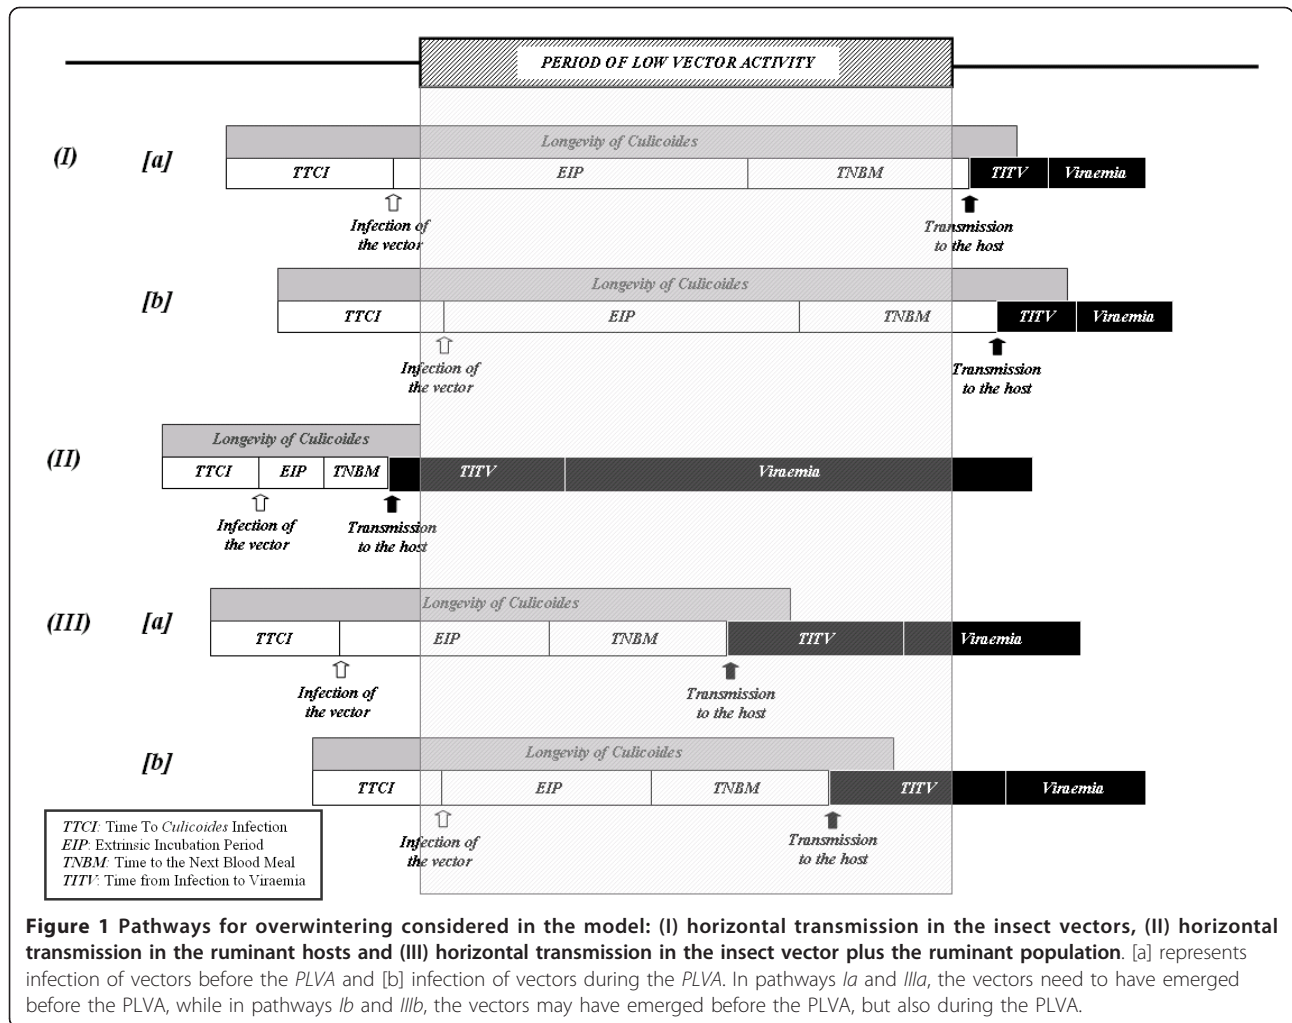 PERIOD OF LOW VECTOR ACTIVITY
(I) [a] Longevity of Culicoides
TTCI EIP TNBM TITV Viraemia
Infection of
the vector
Transmission
to the host
[b] Longevity of Culicoides
TTCI EIP TNBM TITV Viraemia
Infection of
the vector
Transmission
to the host
(II) Longevity of Culicoides
TTCI EIP TNBM TITV Viraemia
Infection of
the vector
Transmission
to the host
(III) [a] Longevity of Culicoides
TTCI EIP TNBM TITV Viraemia
Infection of
the vector
Transmission
to the host
[b] Longevity of Culicoides
TTCI EIP TNBM TITV Viraemia
Infection of
the vector
Transmission
to the host
TTCI: Time To Culicoides Infection
EIP: Extrinsic Incubation Period
TNBM: Time to the Next Blood Meal
TITV: Time from Infection to Viraemia
Figure 1 Pathways for overwintering considered in the model: (I) horizontal transmission in the insect vectors, (II) horizontal
transmission in the ruminant hosts and (III) horizontal transmission in the insect vector plus the ruminant population. [a] represents
infection of vectors before the PLVA and [b] infection of vectors during the PLVA. In pathways Ia and IIIa, the vectors need to have emerged
before the PLVA, while in pathways Ib and IIIb, the vectors may have emerged before the PLVA, but also during the PLVA.